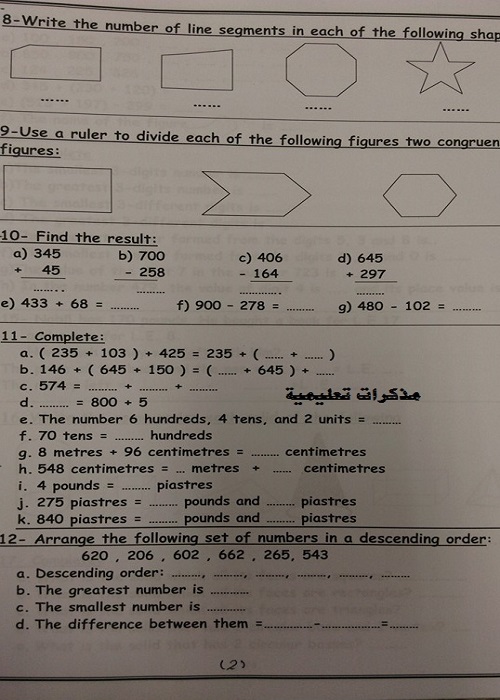 8-Write the number of line segments in each of the following shap
...... ...... ...... ......
9-Use a ruler to divide each of the following figures two congruen
figures:
10- Find the result:
a) 345 b) 700 c) 406 d) 645
+ 45 - 258 - 164 + 297
........ ........ ........ ........
e) 433 + 68 = ......... f) 900 - 278 = ........ g) 480 - 102 = ........
11- Complete:
a. ( 235 + 103 ) + 425 = 235 + ( ...... + ...... )
b. 146 + ( 645 + 150 ) = ( ...... + 645 ) + ......
c. 574 = ......... + ......... + .........
d. ......... = 800 + 5
مذكرات تعليمية
e. The number 6 hundreds, 4 tens, and 2 units = .........
f. 70 tens = ......... hundreds
g. 8 metres + 96 centimetres = ......... centimetres
h. 548 centimetres = ... metres + ...... centimetres
i. 4 pounds = ......... piastres
j. 275 piastres = ......... pounds and ......... piastres
k. 840 piastres = ......... pounds and ......... piastres
12- Arrange the following set of numbers in a descending order:
620 , 206 , 602 , 662 , 265, 543
a. Descending order: ........., ........., ........., ........., ........., .........
b. The greatest number is ............
c. The smallest number is ............
d. The difference between them =...............-...............=.........
(2)